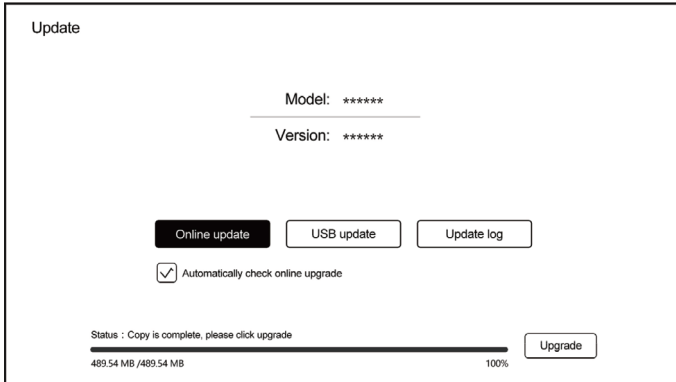 Update
Model: ******
Version: ******
Online update
USB update
Update log
Automatically check online upgrade
Status : Copy is complete, please click upgrade
Upgrade
489.54 MB /489.54 MB
100%